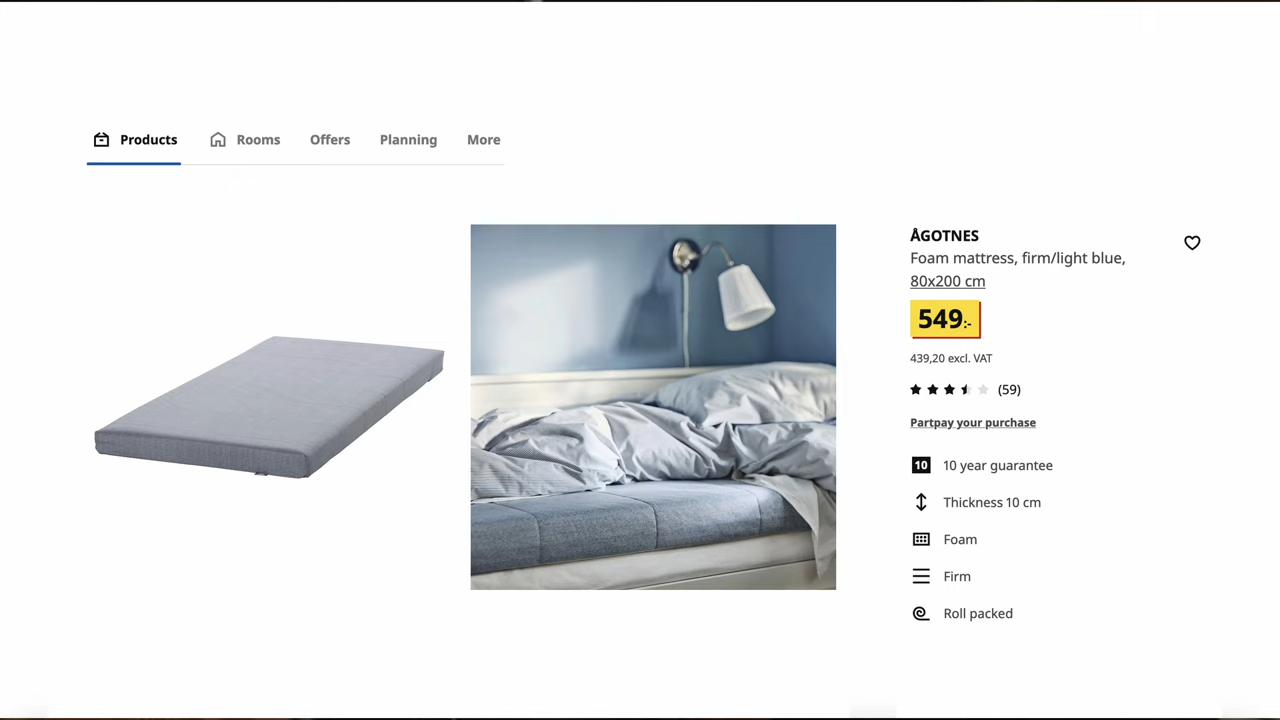 Products
Rooms
Offers
Planning
More
ÅGOTNES
Foam mattress, firm/light blue,
80x200 cm
549:-
439,20 excl. VAT
(59)
Partpay your purchase
10 10 year guarantee
Thickness 10 cm
Foam
Firm
Roll packed